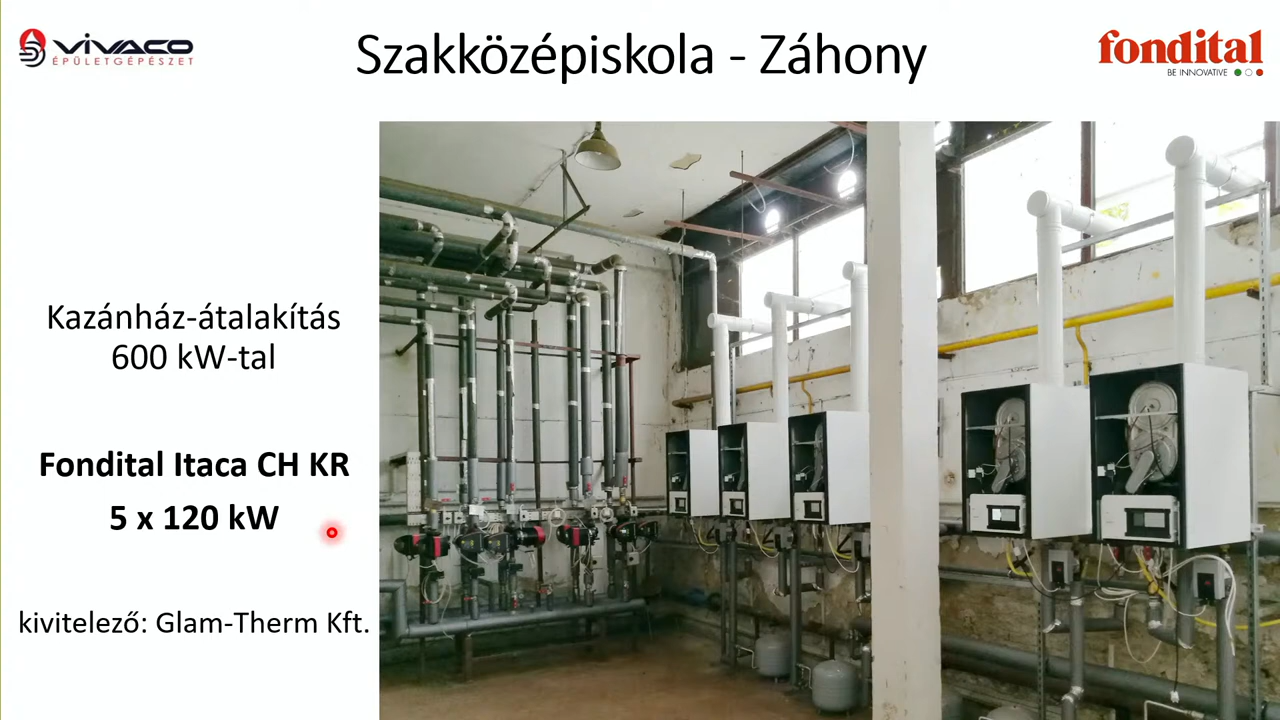 VIVACO
ÉPÜLETGÉPÉSZET
Szakközépiskola - Záhony
fondital
BE INNOVATIVE
Kazánház-átalakítás
600 kW-tal
Fondital Itaca CH KR
5 x 120 kW
kivitelező: Glam-Therm Kft.